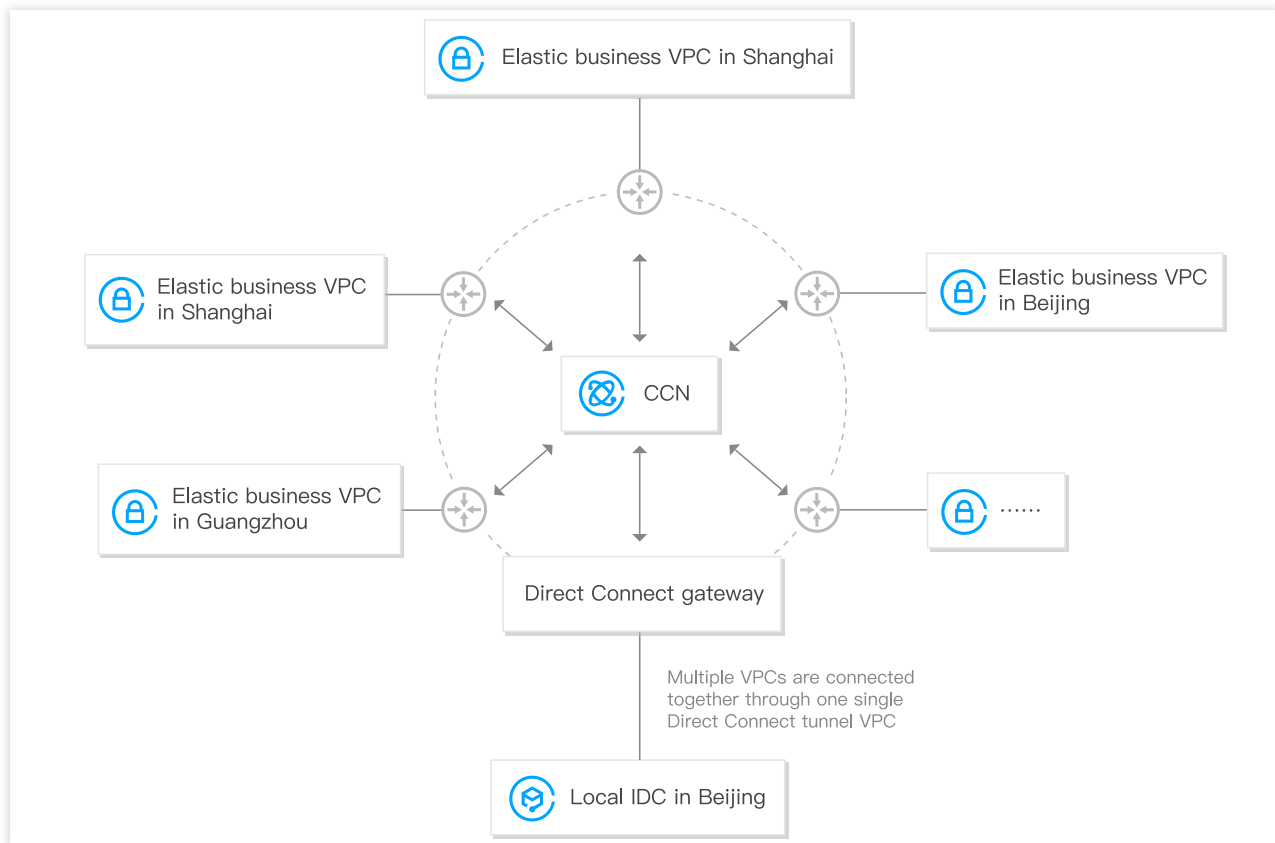 Elastic business VPC in Shanghai
Elastic business VPC
in Shanghai
Elastic business VPC
in Beijing
CCN
Elastic business VPC
in Guangzhou
······
Direct Connect gateway
Multiple VPCs are connected
together through one single
Direct Connect tunnel VPC
Local IDC in Beijing